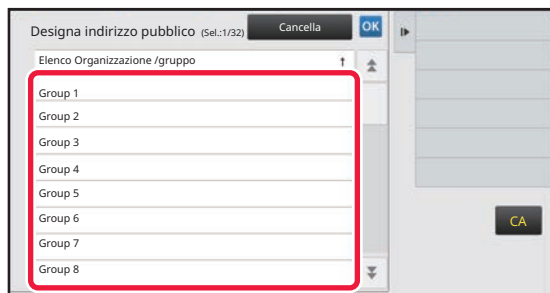 Designa indirizzo pubblico (Sel.:1/32) Cancella OK
Elenco Organizzazione /gruppo ↑
Group 1
Group 2
Group 3
Group 4
Group 5
Group 6
Group 7
Group 8
CA